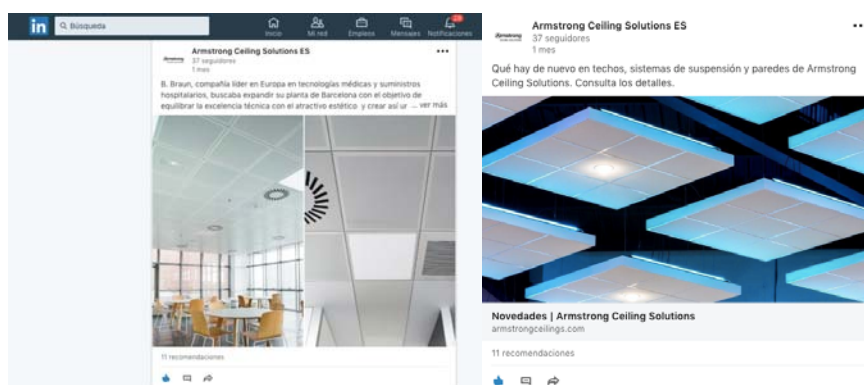 in
Búsqueda
Inicio
Mi red
Empleos
Mensajes
Notificaciones
Armstrong Ceiling Solutions ES
37 seguidores
1 mes
B. Braun, compañía líder en Europa en tecnologías médicas y suministros
hospitalarios, buscaba expandir su planta de Barcelona con el objetivo de
equilibrar la excelencia técnica con el atractivo estético y crear así ur ... ver más
11 recomendaciones
Armstrong
Armstrong Ceiling Solutions ES
37 seguidores
1 mes
Qué hay de nuevo en techos, sistemas de suspensión y paredes de Armstrong
Ceiling Solutions. Consulta los detalles.
Novedades | Armstrong Ceiling Solutions
armstrongceilings.com
11 recomendaciones